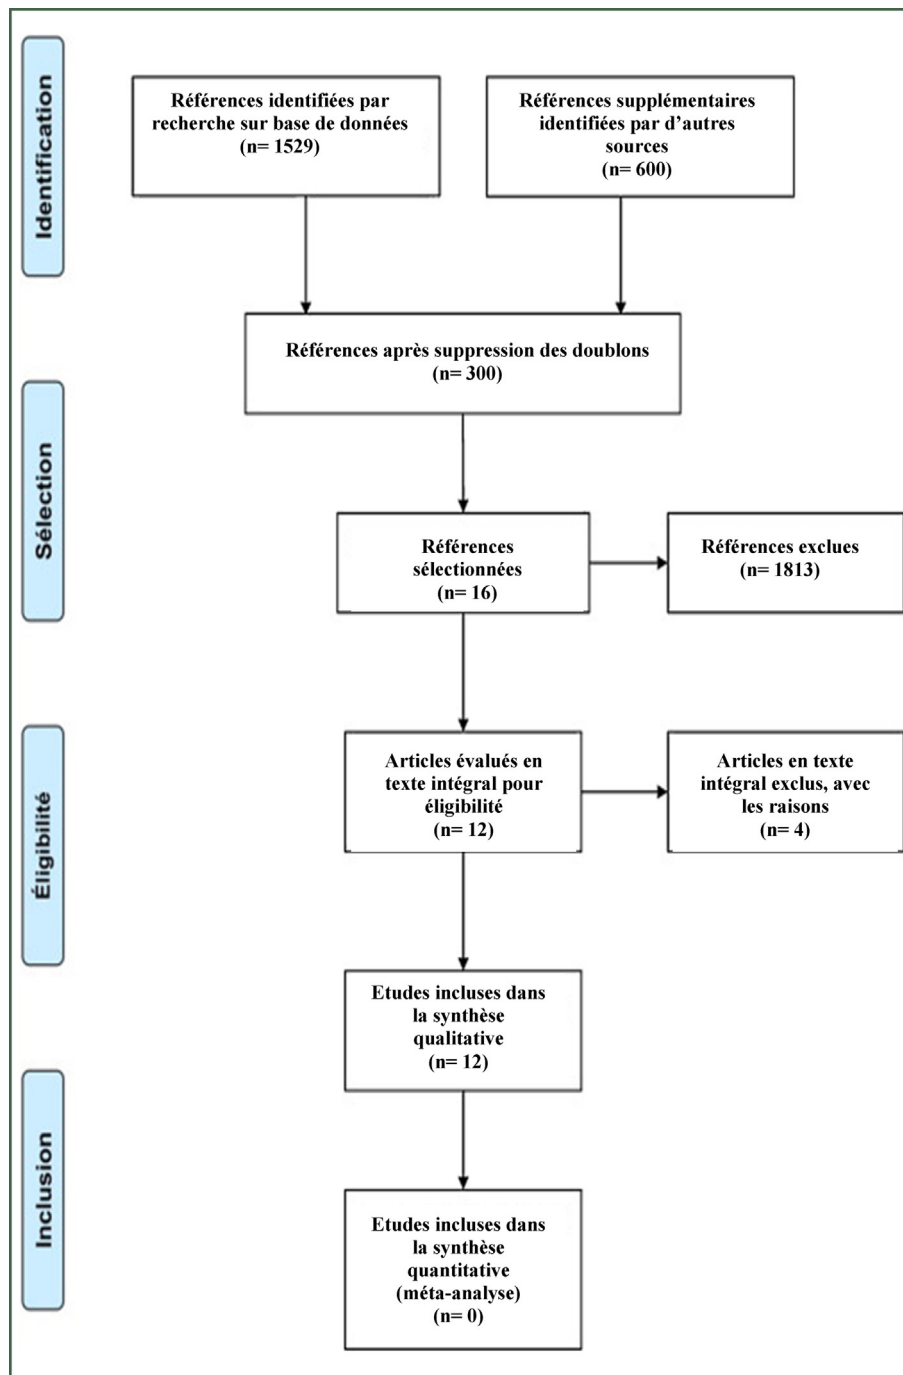 Identification
Références identifiées par
recherche sur base de données
(n= 1529)
Références supplémentaires
identifiées par d'autres
sources
(n= 600)
Références après suppression des doublons
(n= 300)
Sélection
Références
sélectionnées
(n= 16)
Références exclues
(n= 1813)
Éligibilité
Articles évalués en
texte intégral pour
éligibilité
(n= 12)
Articles en texte
intégral exclus, avec
les raisons
(n= 4)
Etudes incluses dans
la synthèse
qualitative
(n= 12)
Inclusion
Etudes incluses dans
la synthèse
quantitative
(méta-analyse)
(n= 0)